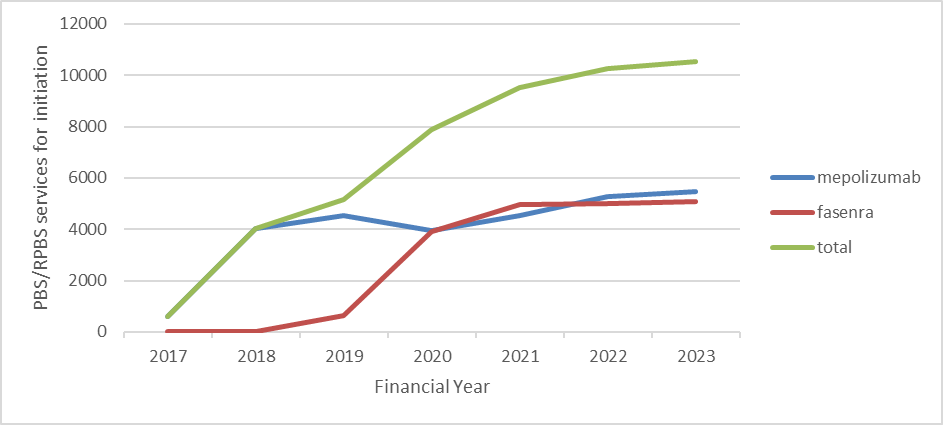 12000
10000
8000
6000
4000
2000
0
PBS/RPBS services for initiation
2017 2018 2019 2020 2021 2022 2023
Financial Year
mepolizumab
fasenra
total